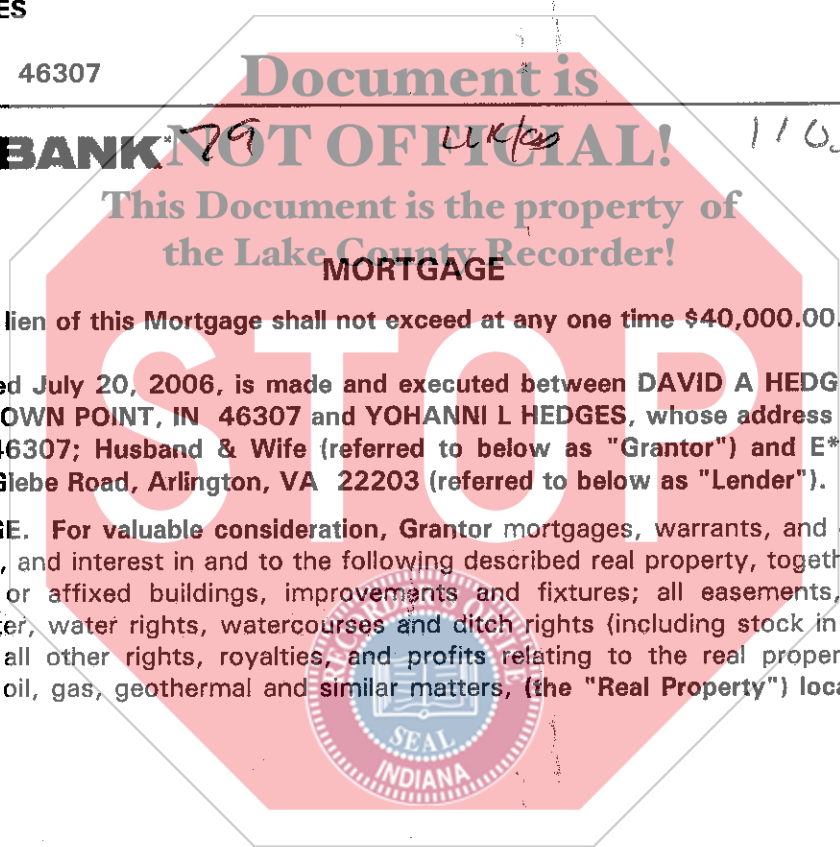 ES
46307
Document is
BANK 79
NOT OFFICIAL!
This Document is the property of
the Lake County Recorder!
MORTGAGE
lien of this Mortgage shall not exceed at any one time $40,000.00.
ed July 20, 2006, is made and executed between DAVID A HEDG
OWN POINT, IN 46307 and YOHANNI L HEDGES, whose address
46307; Husband & Wife (referred to below as "Grantor") and E*
Glebe Road, Arlington, VA 22203 (referred to below as "Lender").
GE. For valuable consideration, Grantor mortgages, warrants, and
, and interest in and to the following described real property, togeth
or affixed buildings, improvements and fixtures; all easements,
ter, water rights, watercourses and ditch rights (including stock in
all other rights, royalties, and profits relating to the real proper
oil, gas, geothermal and similar matters, (the "Real Property") loca
STOP
RECORDER'S OFFICE
SEAL
INDIANA